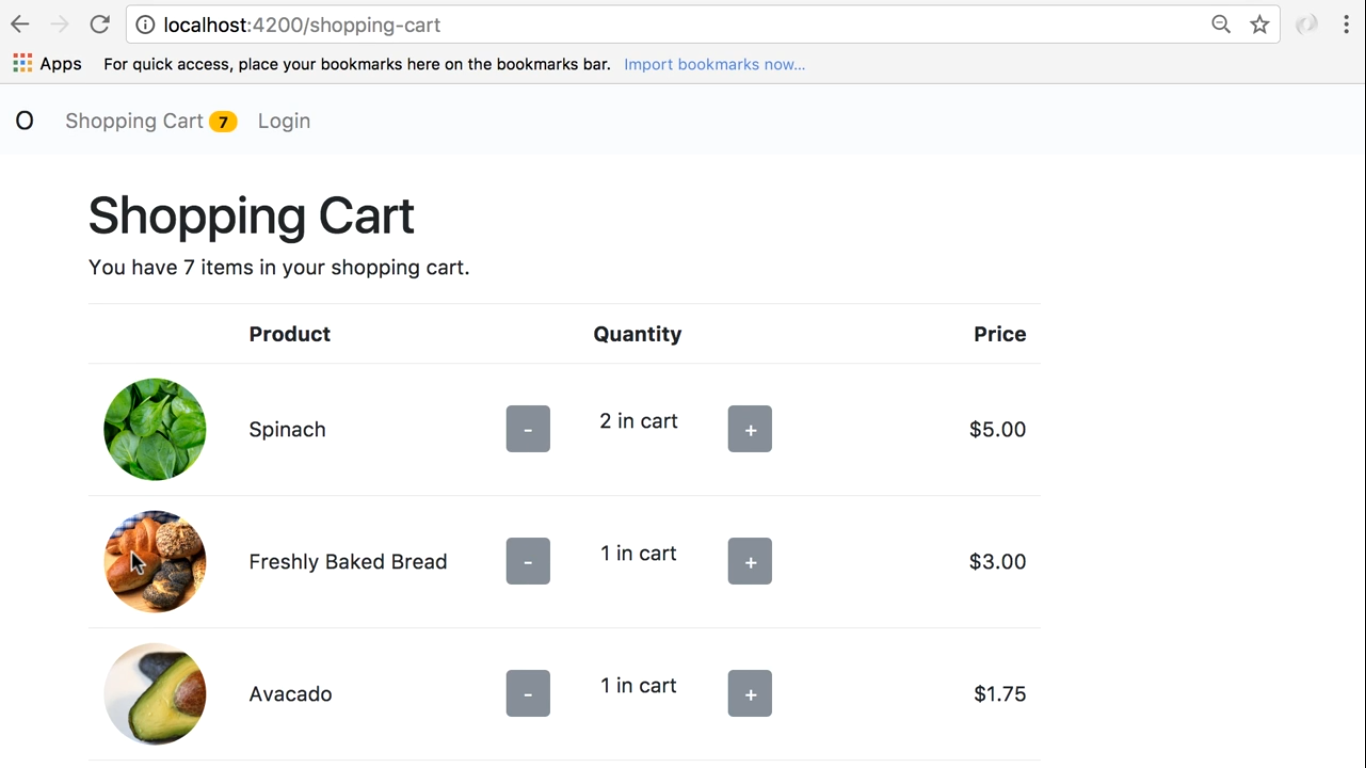 localhost:4200/shopping-cart
Apps For quick access, place your bookmarks here on the bookmarks bar. Import bookmarks now...
O Shopping Cart 7 Login
Shopping Cart
You have 7 items in your shopping cart.
Product Quantity Price
Spinach - 2 in cart + $5.00
Freshly Baked Bread - 1 in cart + $3.00
Avacado - 1 in cart + $1.75